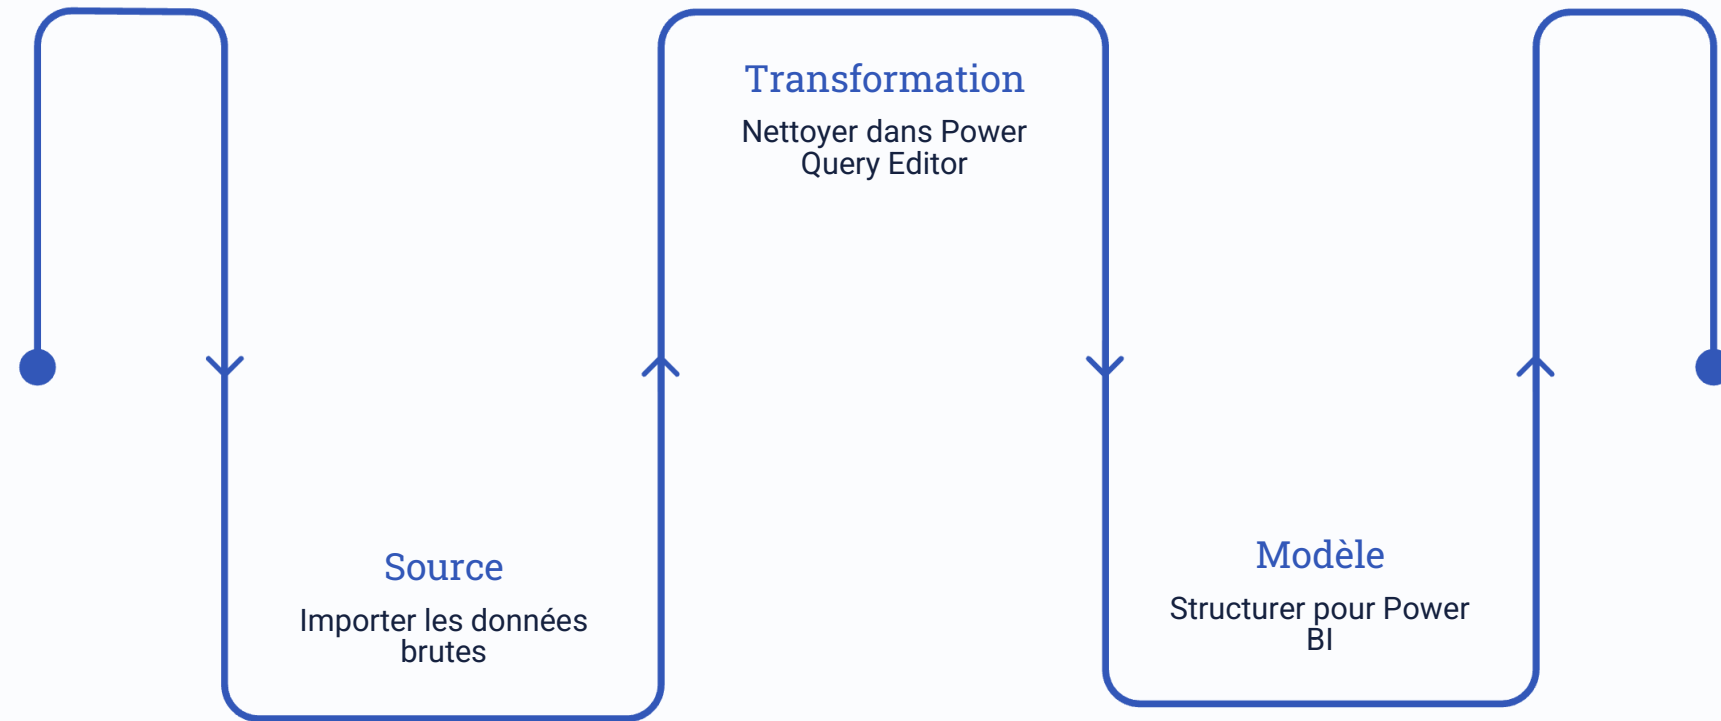 Transformation
Nettoyer dans Power
Query Editor
Source
Importer les données
brutes
Modèle
Structurer pour Power
BI